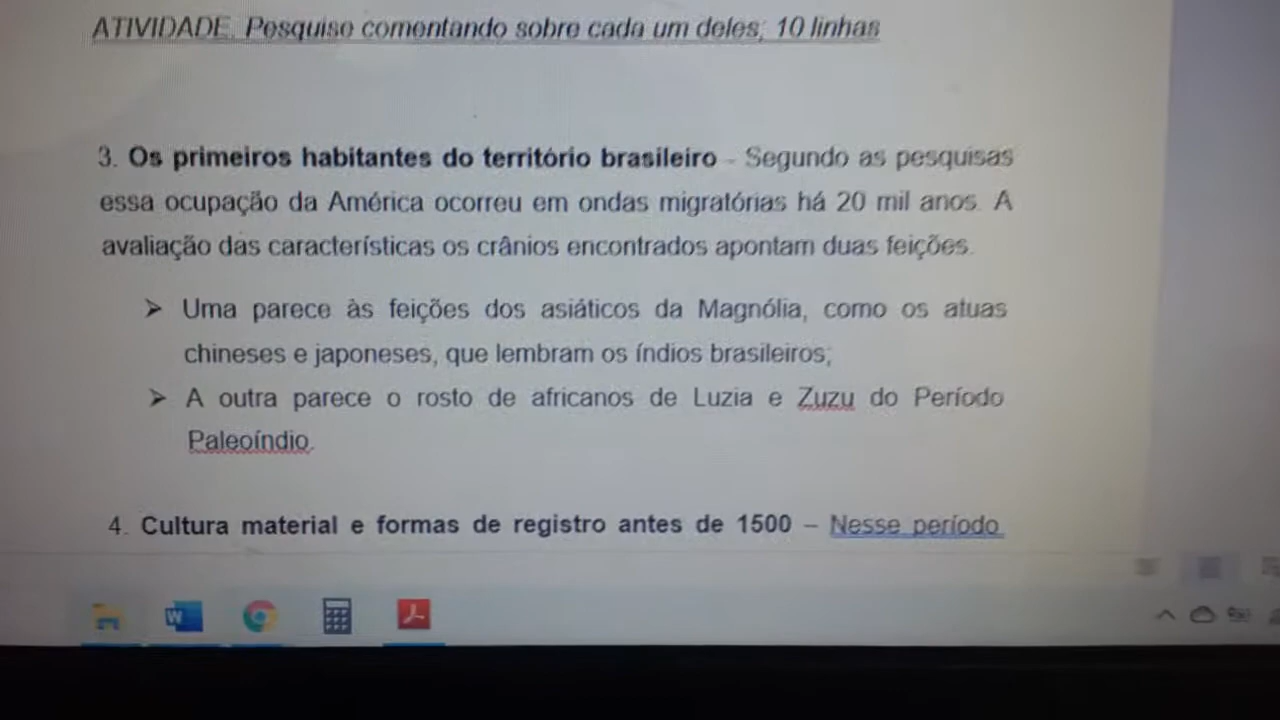 ATIVIDADE. Pesquise comentando sobre cada um deles; 10 linhas
3. Os primeiros habitantes do território brasileiro - Segundo as pesquisas
essa ocupação da América ocorreu em ondas migratórias há 20 mil anos. A
avaliação das características os crânios encontrados apontam duas feições.
➢ Uma parece às feições dos asiáticos da Magnólia, como os atuas
chineses e japoneses, que lembram os índios brasileiros;
➢ A outra parece o rosto de africanos de Luzia e Zuzu do Período
Paleoíndio.
4. Cultura material e formas de registro antes de 1500 – Nesse período